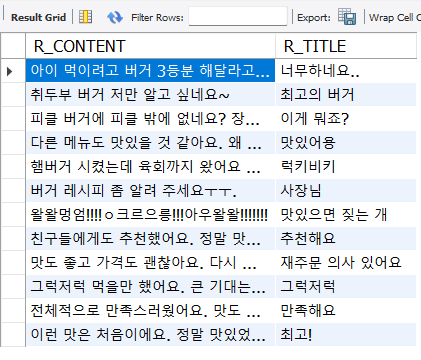 Result Grid Filter Rows: Export: Wrap Cell C
R_CONTENT R_TITLE
아이 먹이려고 버거 3등분 해달라고... 너무하네요..
취두부 버거 저만 알고 싶네요~ 최고의 버거
피클 버거에 피클 밖에 없네요? 장... 이게 뭐죠?
다른 메뉴도 맛있을 것 같아요. 왜 ... 맛있어용
햄버거 시켰는데 육회까지 왔어요 ... 럭키비키
버거 레시피 좀 알려 주세요ㅜㅜ. 사장님
왈왈멍엄!!!!ㅇ크르으릉!!!아우왈왈!!!!!!! 맛있으면 짖는 개
친구들에게도 추천했어요. 정말 맛... 추천해요
맛도 좋고 가격도 괜찮아요. 다시 ... 재주문 의사 있어요
그럭저럭 먹을만 했어요. 큰 기대는... 그럭저럭
전체적으로 만족스러웠어요. 맛도 ... 만족해요
이런 맛은 처음이에요. 정말 맛있었... 최고!